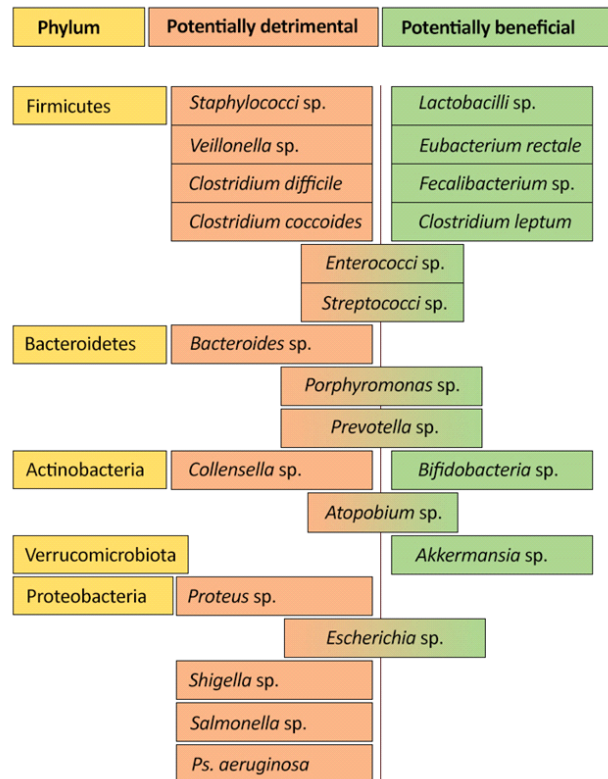 Phylum Potentially detrimental Potentially beneficial
Firmicutes Staphylococci sp. Lactobacilli sp.
Veillonella sp. Eubacterium rectale
Clostridium difficile Fecalibacterium sp.
Clostridium coccoides Clostridium leptum
Enterococci sp.
Streptococci sp.
Bacteroidetes Bacteroides sp.
Porphyromonas sp.
Prevotella sp.
Actinobacteria Collensella sp. Bifidobacteria sp.
Atopobium sp.
Verrucomicrobiota Akkermansia sp.
Proteobacteria Proteus sp.
Escherichia sp.
Shigella sp.
Salmonella sp.
Ps. aeruginosa